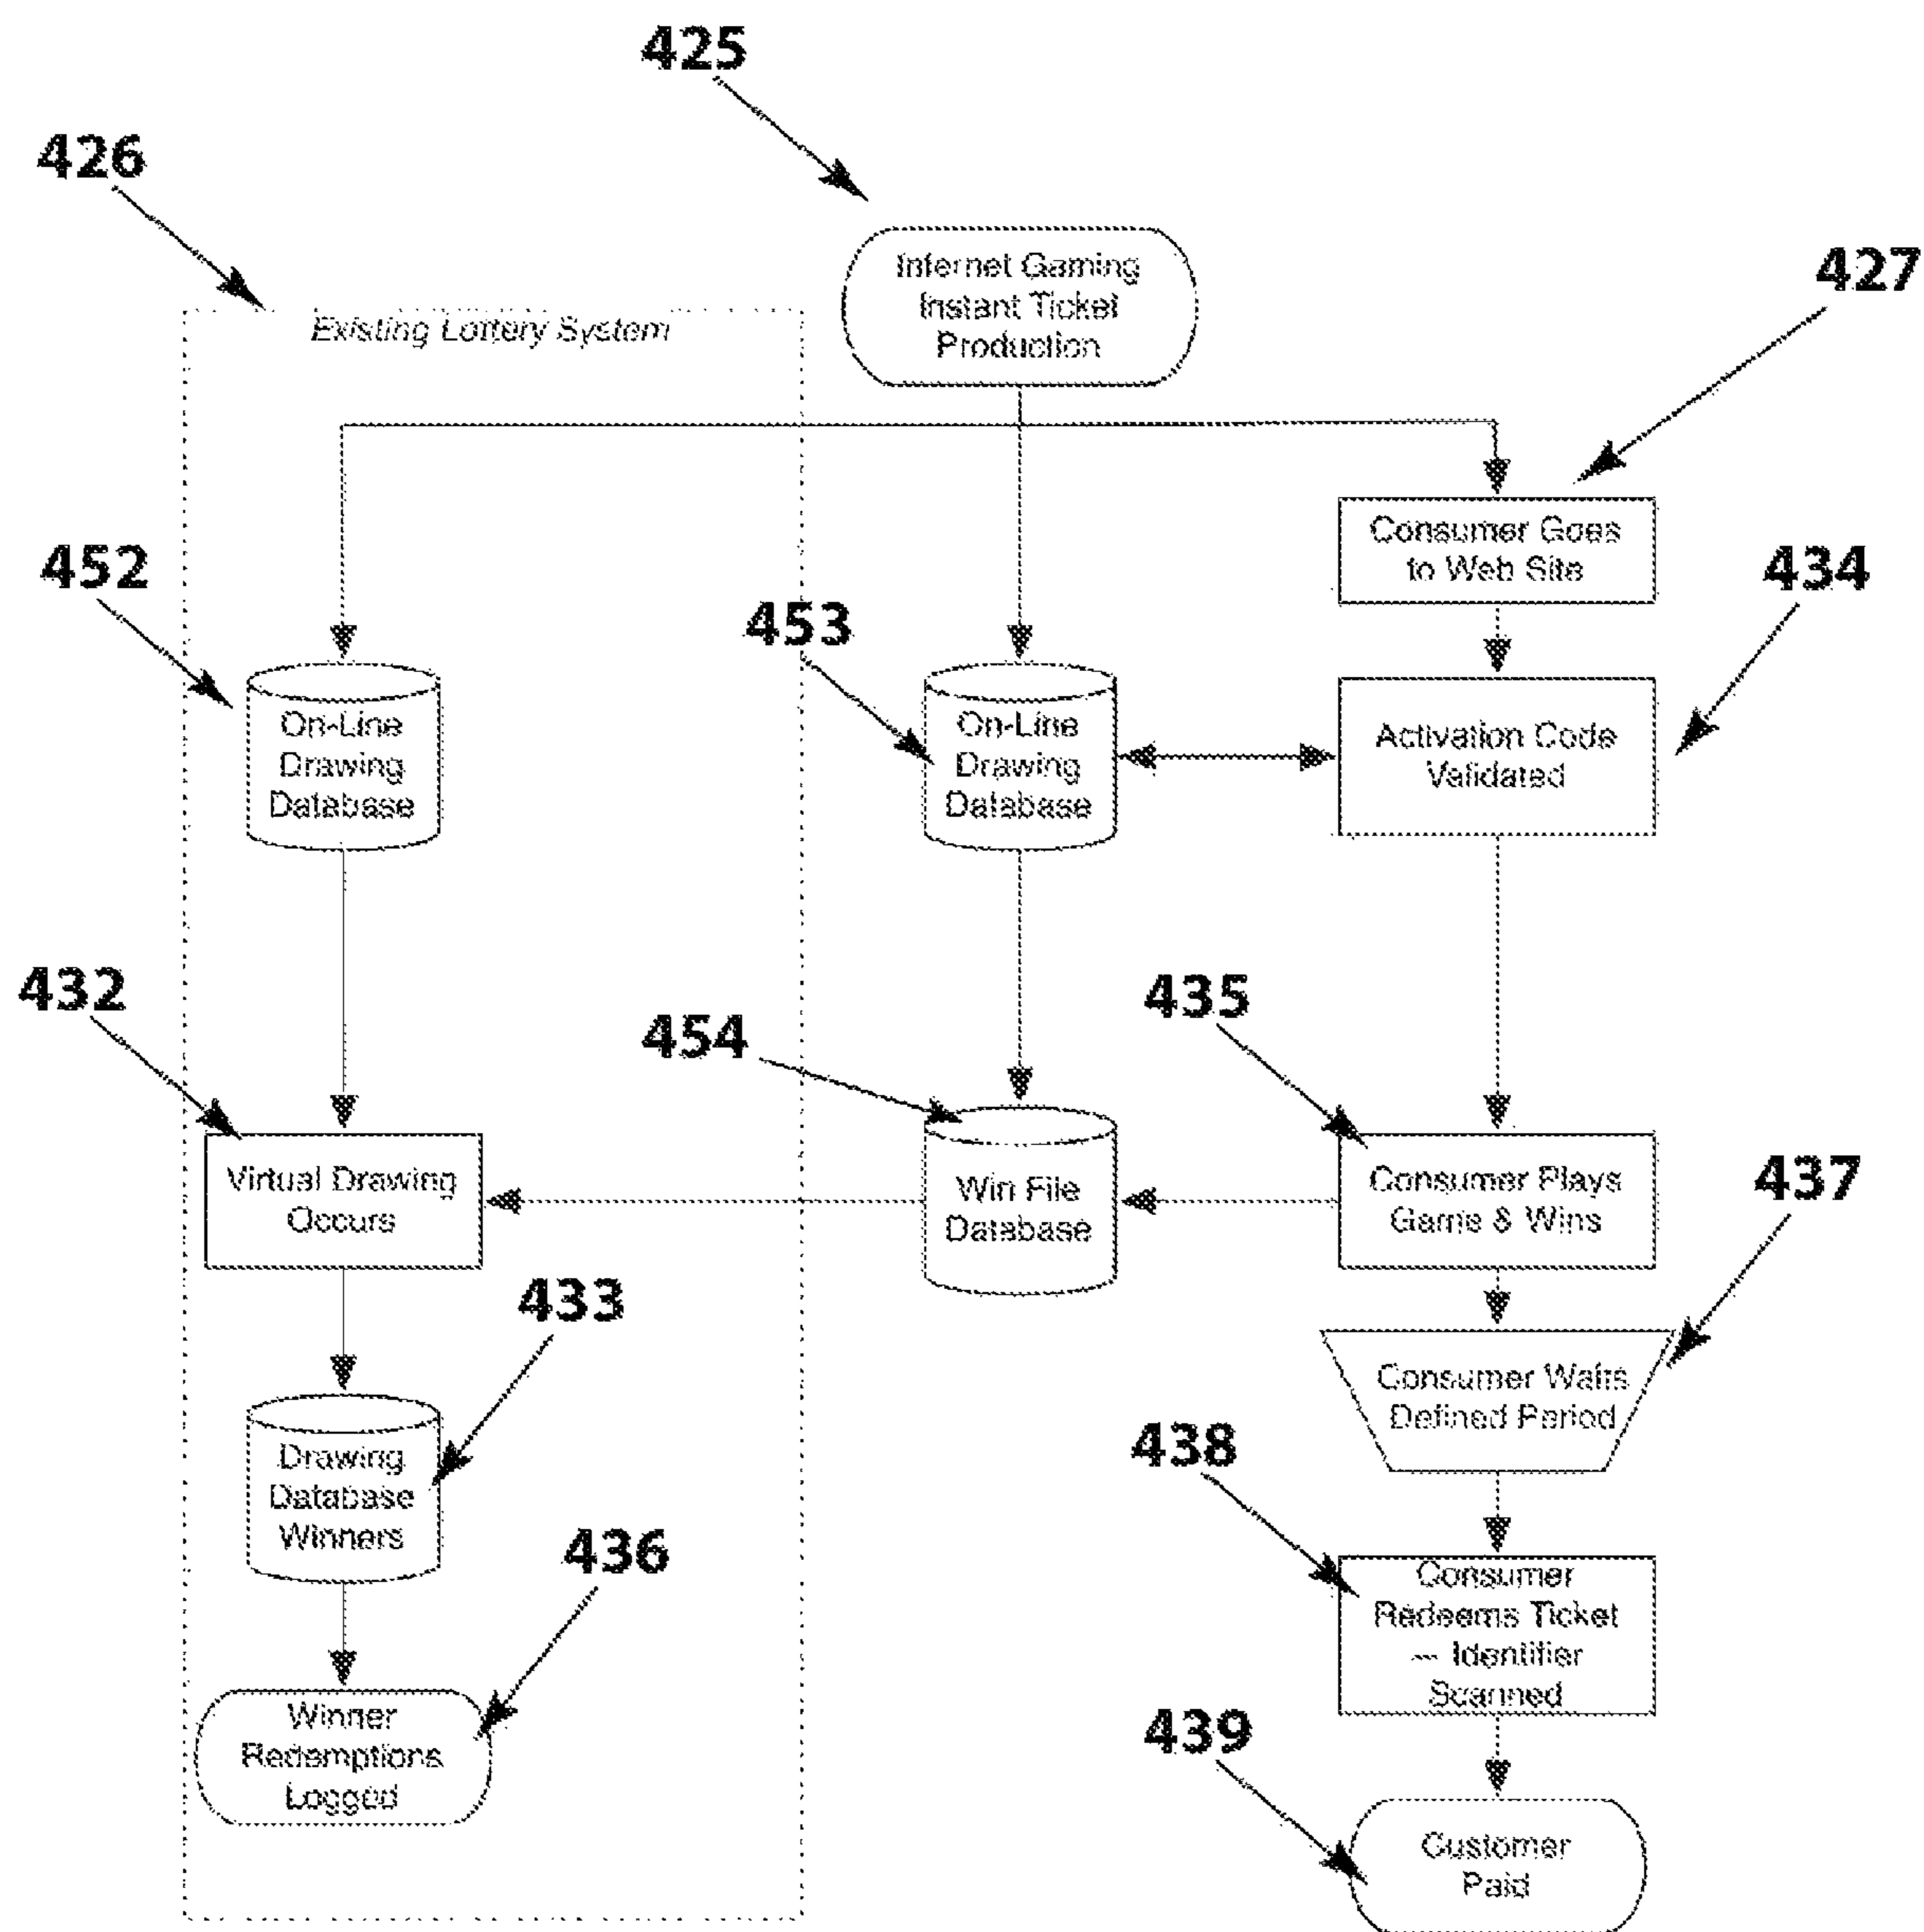 425
426
Internet Gaming
Instant Ticket
Production
427
Existing Lottery System
Consumer Goes
to Web Site
452
453
434
On-Line
Drawing
Database
On-Line
Drawing
Database
Activation Code
Validated
432
454
435
437
Virtual Drawing
Occurs
Win File
Database
Consumer Plays
Game & Wins
433
Consumer Waits
Defined Period
438
Drawing
Database
Winners
436
Consumer
Redeems Ticket
-- Identifier
Scanned
Winner
Redemptions
Logged
439
Customer
Paid